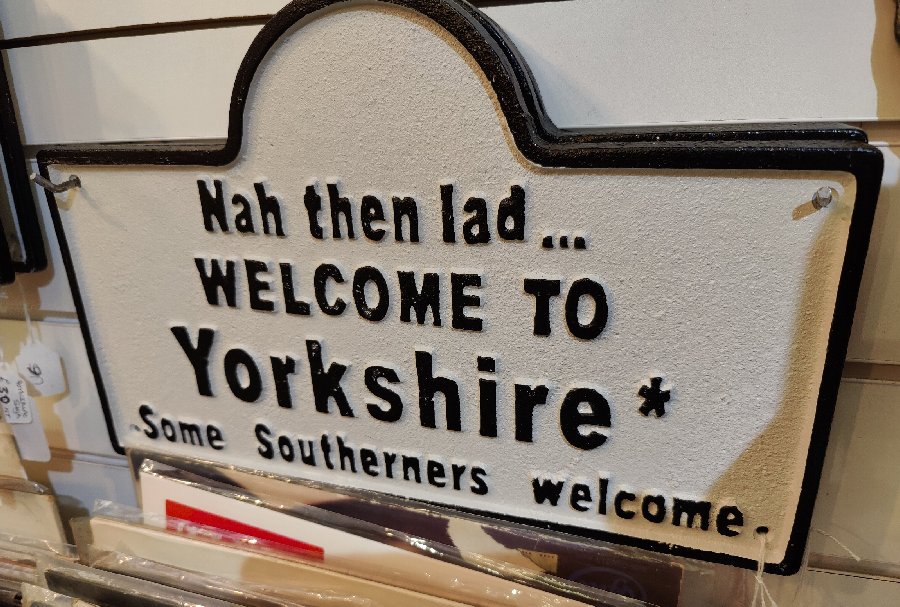 Nah then lad...
WELCOME TO
Yorkshire*
.Some Southerners welcome.